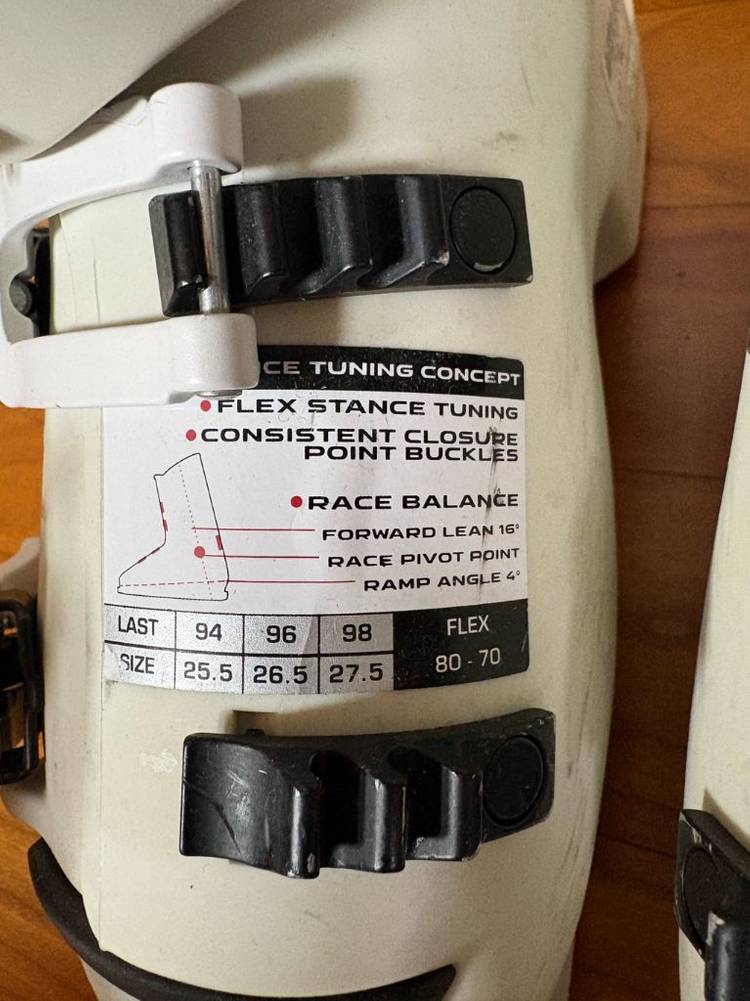 CE TUNING CONCEPT
FLEX STANCE TUNING
CONSISTENT CLOSURE
POINT BUCKLES
RACE BALANCE
FORWARD LEAN 16°
RACE PIVOT POINT
RAMP ANGLE 4°
LAST 94 96 98 FLEX
SIZE 25.5 26.5 27.5 80 - 70